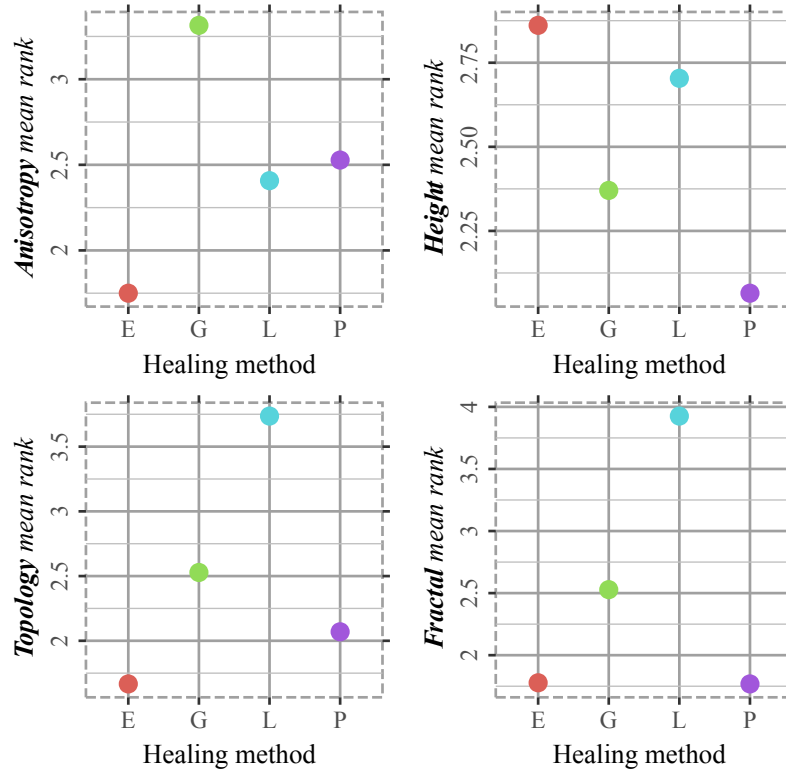 Anisotropy mean rank
3
2.5
2
E G L P
Healing method
Height mean rank
2.75
2.50
2.25
E G L P
Healing method
Topology mean rank
3.5
3
2.5
2
E G L P
Healing method
Fractal mean rank
4
3.5
3
2.5
2
E G L P
Healing method